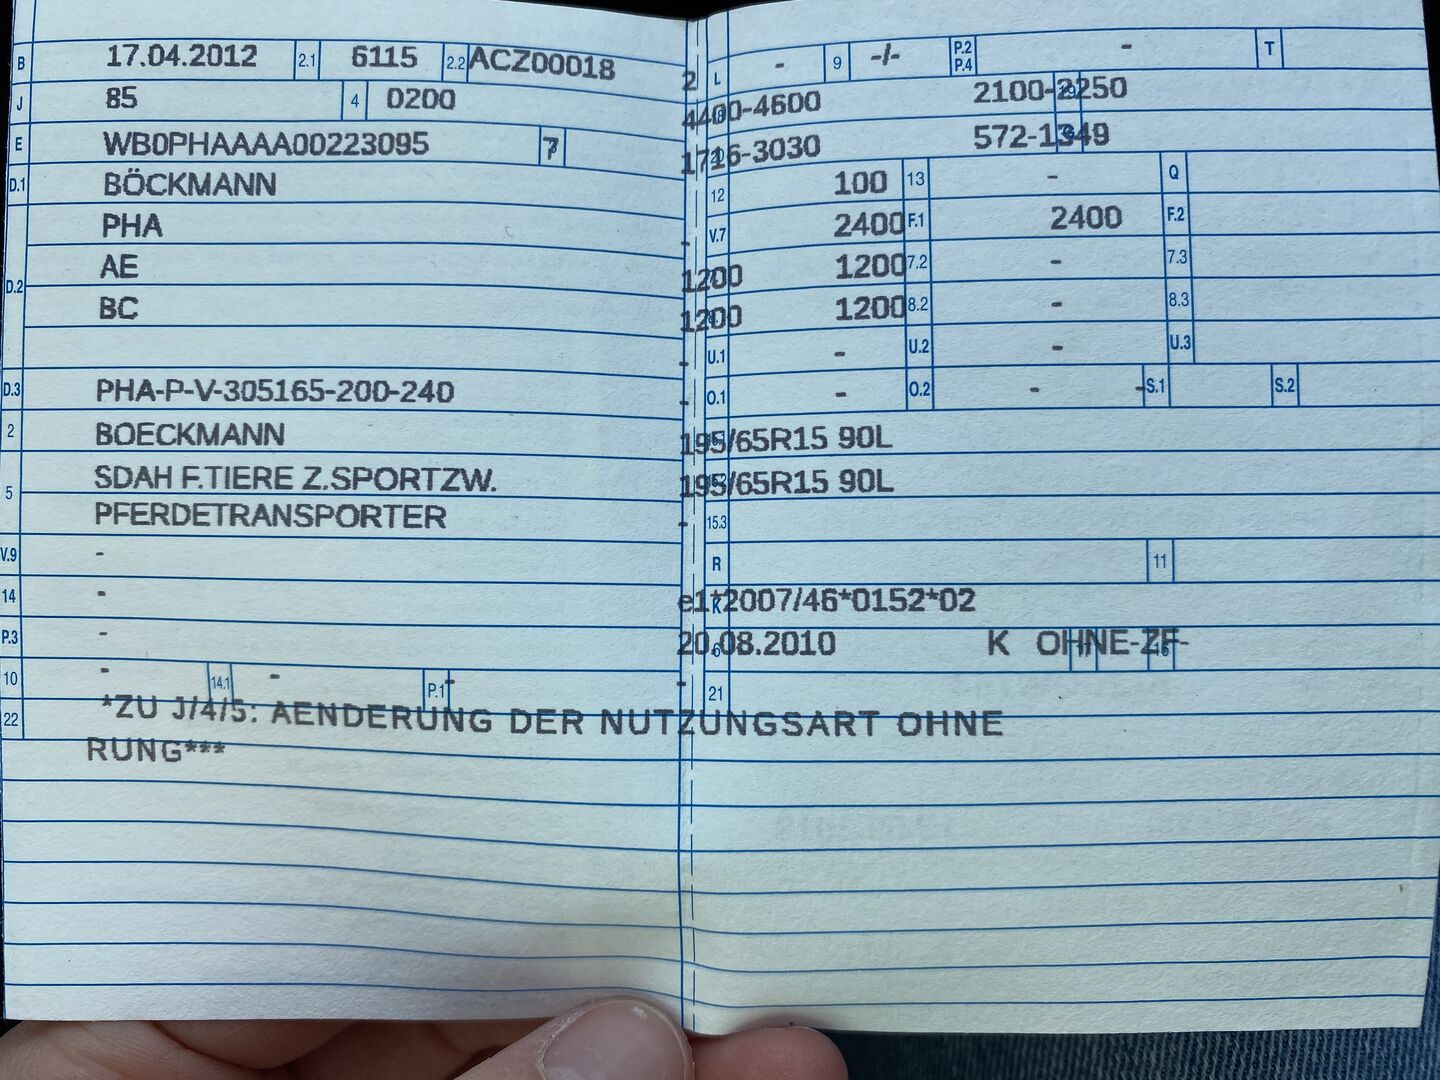 B 17.04.2012 2.1 6115 2.2 ACZ00018
J 85 4 0200
E WB0PHAAAA00223095 7
D.1 BÖCKMANN
PHA
D.2 AE
BC
D.3 PHA-P-V-305165-200-240
2 BOECKMANN
5 SDAH F.TIERE Z.SPORTZW.
PFERDETRANSPORTER
V.9 -
14 -
P.3 -
10 - 14.1 - P.1 -
22 *ZU J/4/5: AENDERUNG DER NUTZUNGSART OHNE
RUNG***
2 L - 9 -/- P.2 P.4 - T
4400-4600 2100-2250
1716-3030 572-1349
12 100 13 - Q
- V.7 2400 F.1 2400 F.2
1200 1200 7.2 - 7.3
1200 1200 8.2 - 8.3
- U.1 - U.2 - U.3
- O.1 - O.2 - - S.1 S.2
195/65R15 90L
195/65R15 90L
- 15.3
R 11
e1*2007/46*0152*02 K
20.08.2010 6 K 17 OHNE-ZF- 16
- 21